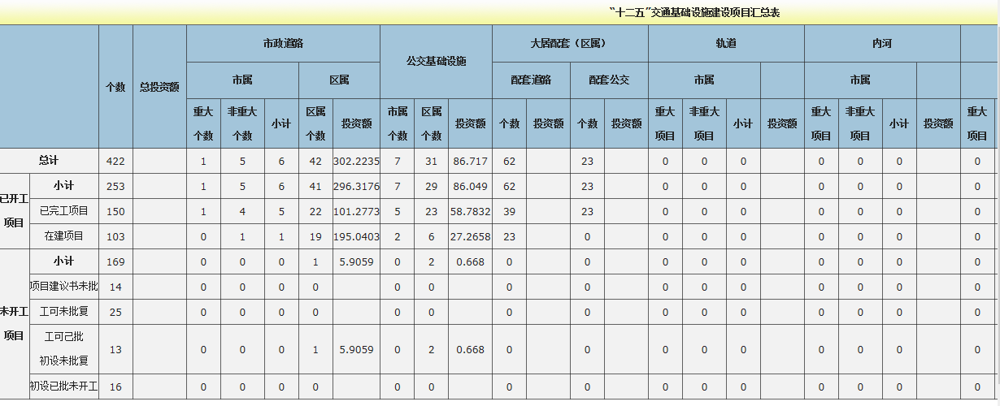 “十二五”交通基础设施建设项目汇总表
个数 总投资额 市政道路 公交基础设施 大居配套（区属） 轨道 内河
市属 区属 配套道路 配套公交 市属 市属
重大个数 非重大个数 小计 区属个数 投资额 市属个数 区属个数 投资额 个数 投资额 个数 投资额 重大项目 非重大项目 小计 投资额 重大项目 非重大项目 小计 投资额 重大项目
总计 422 1 5 6 42 302.2235 7 31 86.717 62 23 0 0 0 0 0 0 0
已开工项目
小计 253 1 5 6 41 296.3176 7 29 86.049 62 23 0 0 0 0 0 0 0
已完工项目 150 1 4 5 22 101.2773 5 23 58.7832 39 23 0 0 0 0 0 0 0
在建项目 103 0 1 1 19 195.0403 2 6 27.2658 23 0 0 0 0 0 0 0 0
未开工项目
小计 169 0 0 0 1 5.9059 0 2 0.668 0 0 0 0 0 0 0 0 0
项目建议书未批 14 0 0 0 0 0 0 0 0 0 0 0 0 0 0 0
工可未批复 25 0 0 0 0 0 0 0 0 0 0 0 0 0 0 0
工可己批
初设未批复 13 0 0 0 1 5.9059 0 2 0.668 0 0 0 0 0 0 0 0 0
初设已批未开工 16 0 0 0 0 0 0 0 0 0 0 0 0 0 0 0